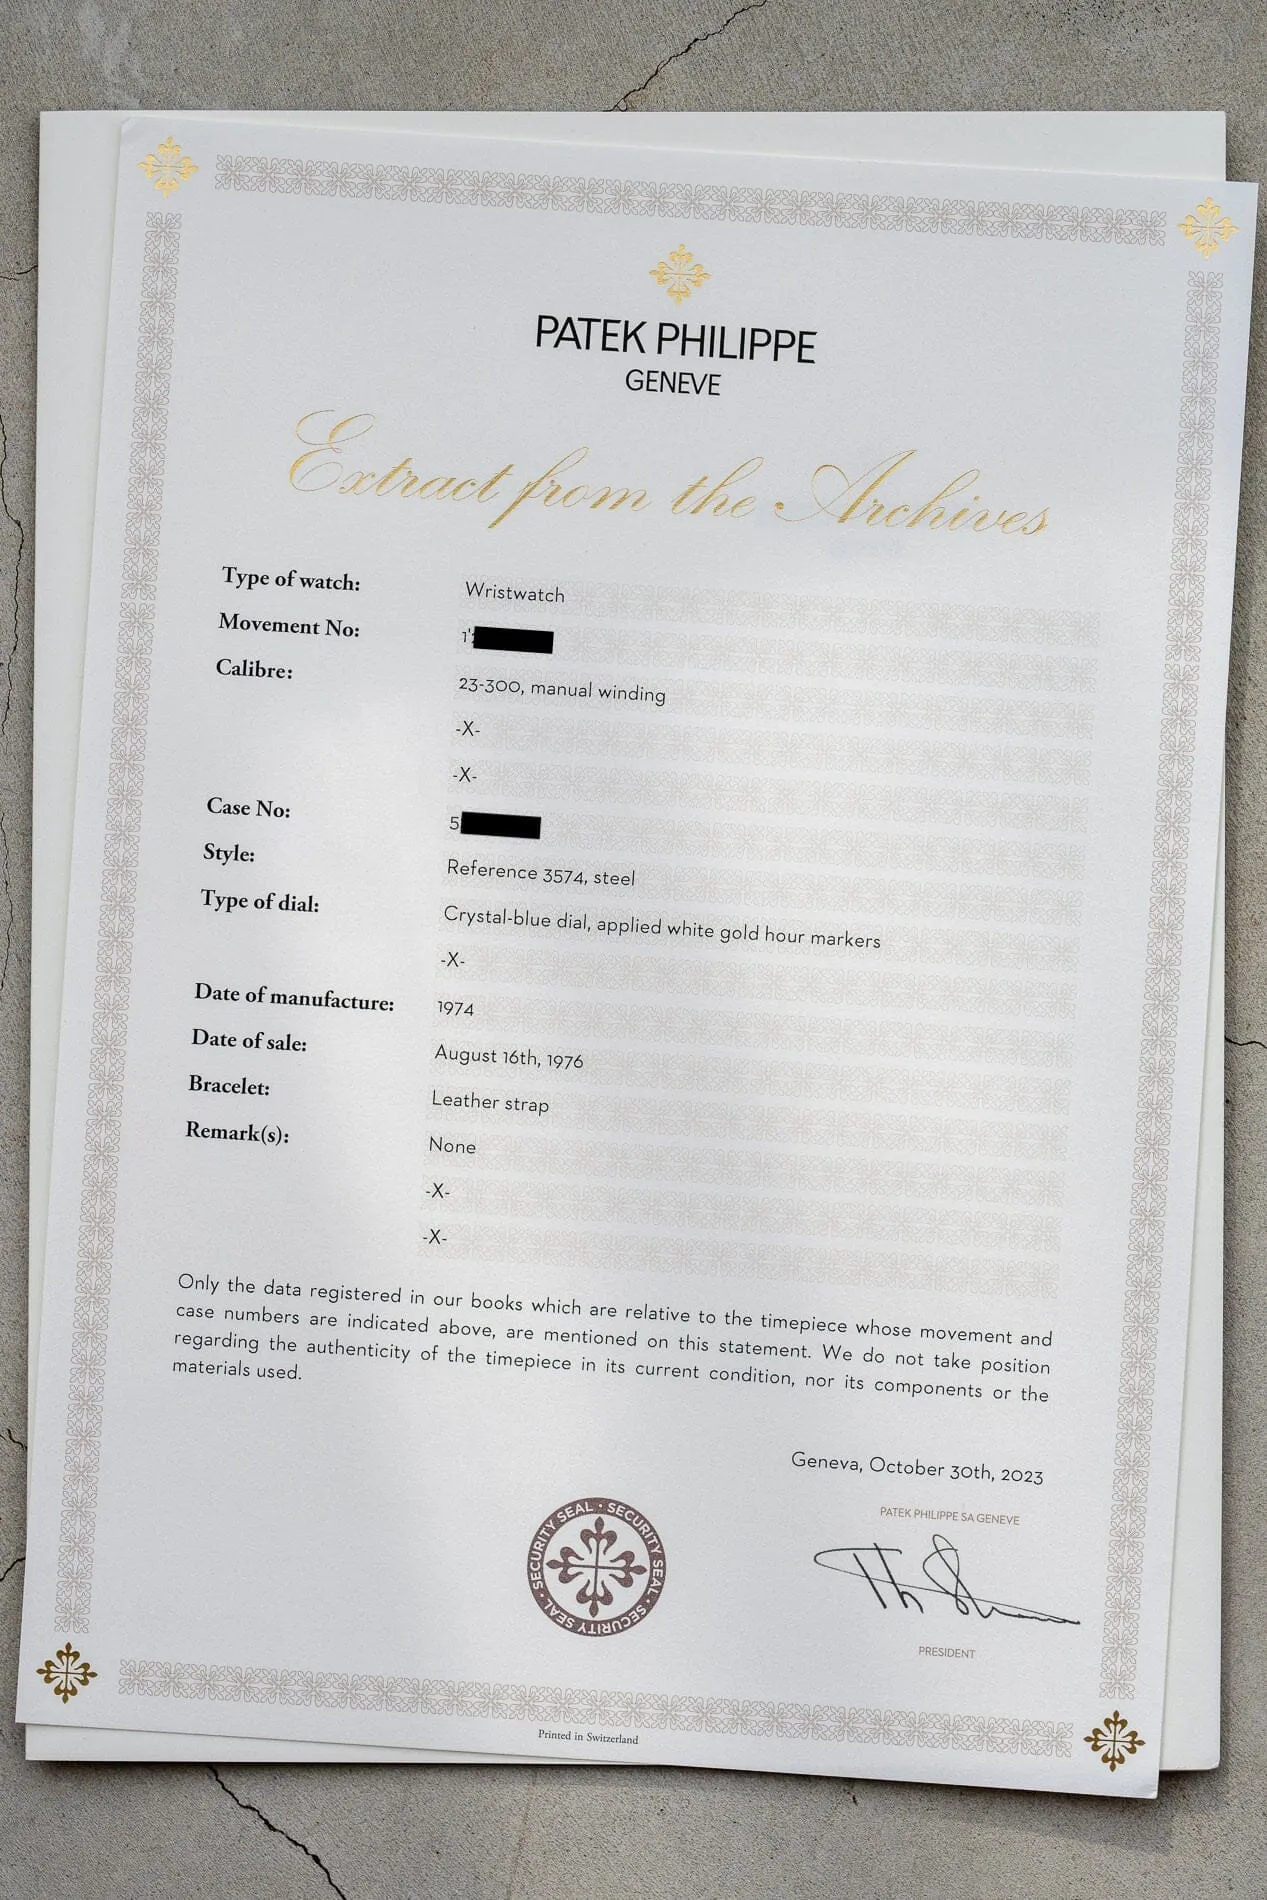 PATEK PHILIPPE
GENEVE
Extract from the Archives
Type of watch: Wristwatch
Movement No: 1'
Calibre: 23-300, manual winding
-X-
-X-
Case No: 5
Style: Reference 3574, steel
Type of dial: Crystal-blue dial, applied white gold hour markers
-X-
Date of manufacture: 1974
Date of sale: August 16th, 1976
Bracelet: Leather strap
Remark(s): None
-X-
-X-
Only the data registered in our books which are relative to the timepiece whose movement and
case numbers are indicated above, are mentioned on this statement. We do not take position
regarding the authenticity of the timepiece in its current condition, nor its components or the
materials used.
Geneva, October 30th, 2023
PATEK PHILIPPE SA GENEVE
SECURITY SEAL · SECURITY SEAL · SECURITY SEAL ·
PRESIDENT
Printed in Switzerland